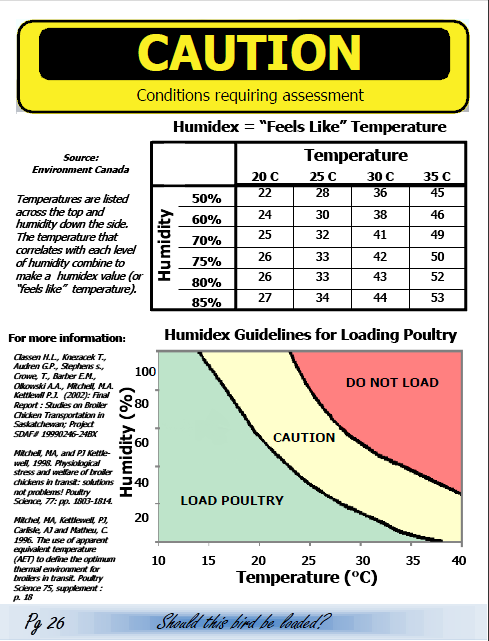 CAUTION
Conditions requiring assessment
Humidex = “Feels Like” Temperature
Source:
Environment Canada
Temperatures are listed
across the top and
humidity down the side.
The temperature that
correlates with each level
of humidity combine to
make a humidex value (or
“feels like” temperature).
Temperature
20 C 25 C 30 C 35 C
Humidity
50% 22 28 36 45
60% 24 30 38 46
70% 25 32 41 49
75% 26 33 42 50
80% 26 33 43 52
85% 27 34 44 53
For more information:
Classen H.L., Knezacek T.,
Audren G.P., Stephens s.,
Crowe, T., Barber E.M.,
Olkowski A.A., Mitchell, M.A.
Kettlewll P.J. (2002): Final
Report : Studies on Broiler
Chicken Transportation in
Saskatchewan; Project
SDAF# 19990246-24BX
Mitchell, MA, and PJ Kettle-
well, 1998. Physiological
stress and welfare of broiler
chickens in transit: solutions
not problems! Poultry
Science, 77: pp. 1803-1814.
Mitchel, MA, Kettlewell, PJ,
Carlisle, AJ and Matheu, C.
1996. The use of apparent
equivalent temperature
(AET) to define the optimum
thermal environment for
broilers in transit. Poultry
Science 75, supplement :
p. 18
Humidex Guidelines for Loading Poultry
Humidity (%)
100
80
60
40
20
DO NOT LOAD
CAUTION
LOAD POULTRY
10 15 20 25 30 35 40
Temperature (°C)
Pg 26
Should this bird be loaded?